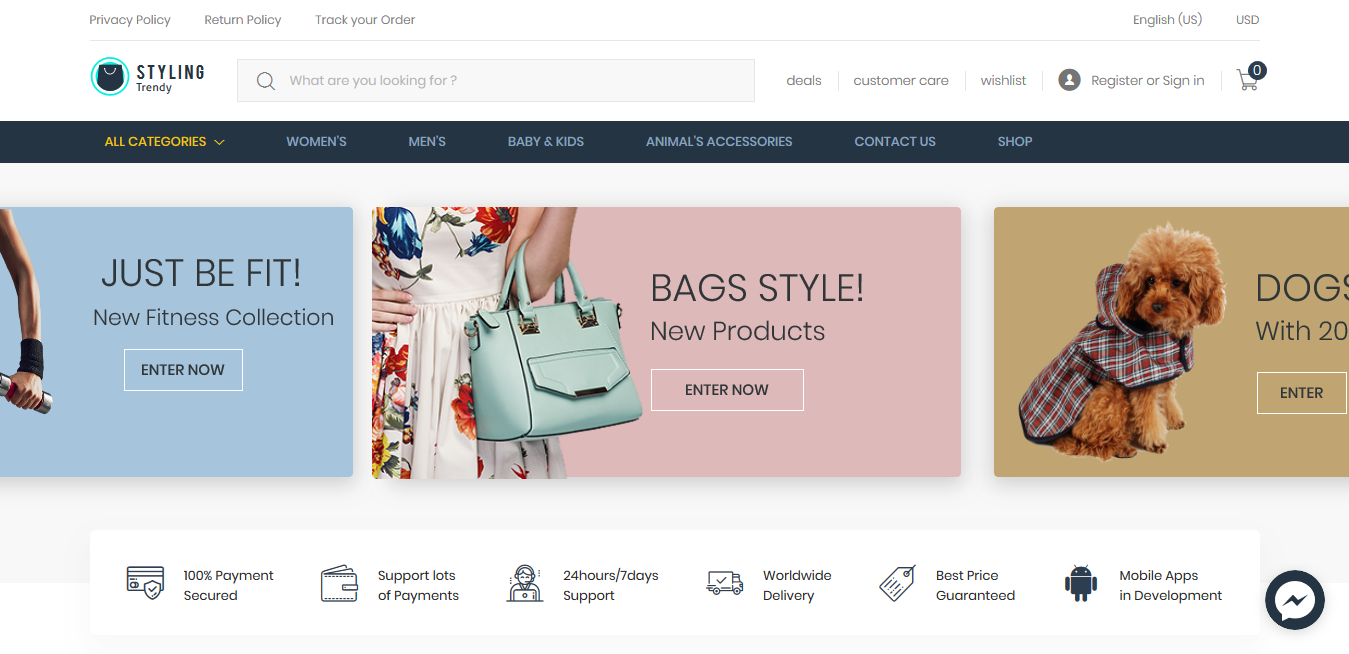 Privacy Policy
Return Policy
Track your Order
English (US)
USD
STYLING
Trendy
What are you looking for ?
deals
customer care
wishlist
Register or Sign in
0
ALL CATEGORIES
WOMEN'S
MEN'S
BABY & KIDS
ANIMAL'S ACCESSORIES
CONTACT US
SHOP
JUST BE FIT!
New Fitness Collection
ENTER NOW
BAGS STYLE!
New Products
ENTER NOW
DOGS
With 20
ENTER
100% Payment
Secured
Support lots
of Payments
24hours/7days
Support
Worldwide
Delivery
Best Price
Guaranteed
Mobile Apps
in Development